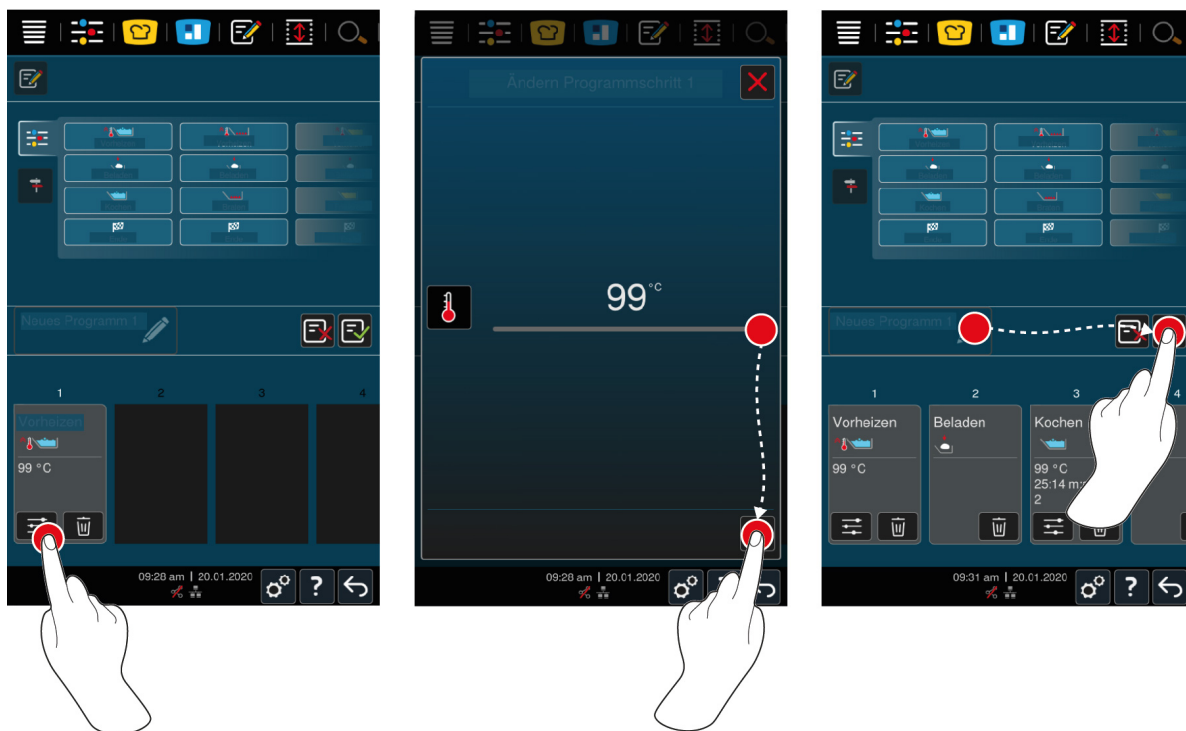 Neues Programm 1
1 2 3 4
Vorheizen
99 °C
09:28 am | 20.01.2020
?
Ändern Programmschritt 1
99 °C
09:28 am | 20.01.2020
Neues Programm 1
1 2 3 4
Vorheizen Beladen Kochen
99 °C 99 °C
25:14 m:
2
09:31 am | 20.01.2020
?